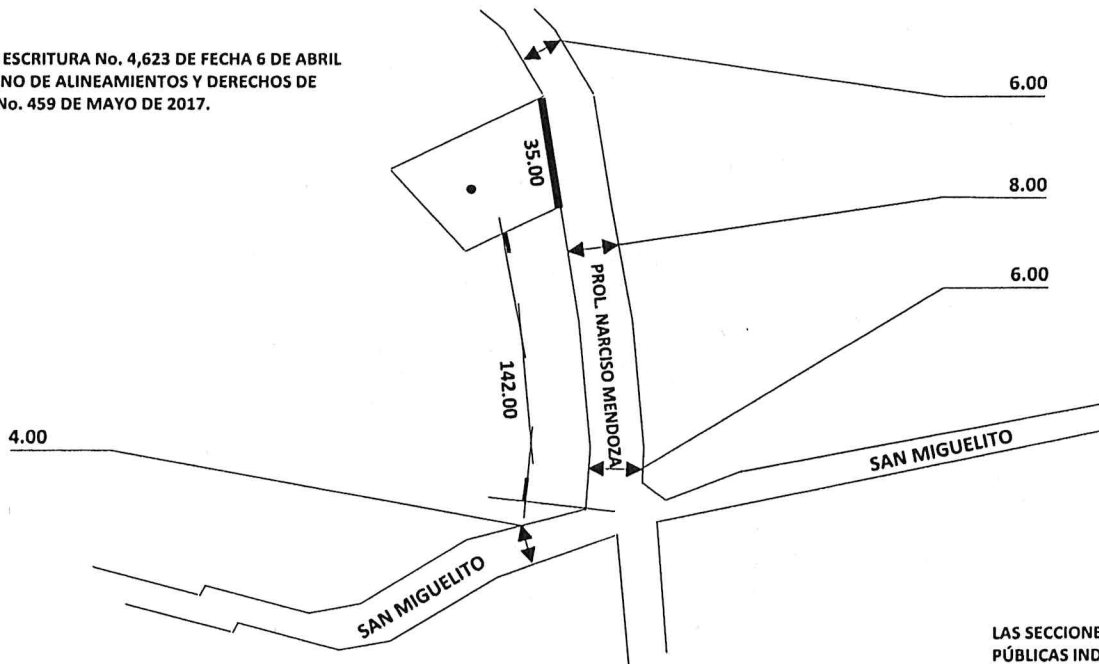 ESCRITURA No. 4,623 DE FECHA 6 DE ABRIL
NO DE ALINEAMIENTOS Y DERECHOS DE
No. 459 DE MAYO DE 2017.
6.00
35.00
8.00
PROL. NARCISO MENDOZA
6.00
142.00
4.00
SAN MIGUELITO
SAN MIGUELITO
LAS SECCIONE
PÚBLICAS IND